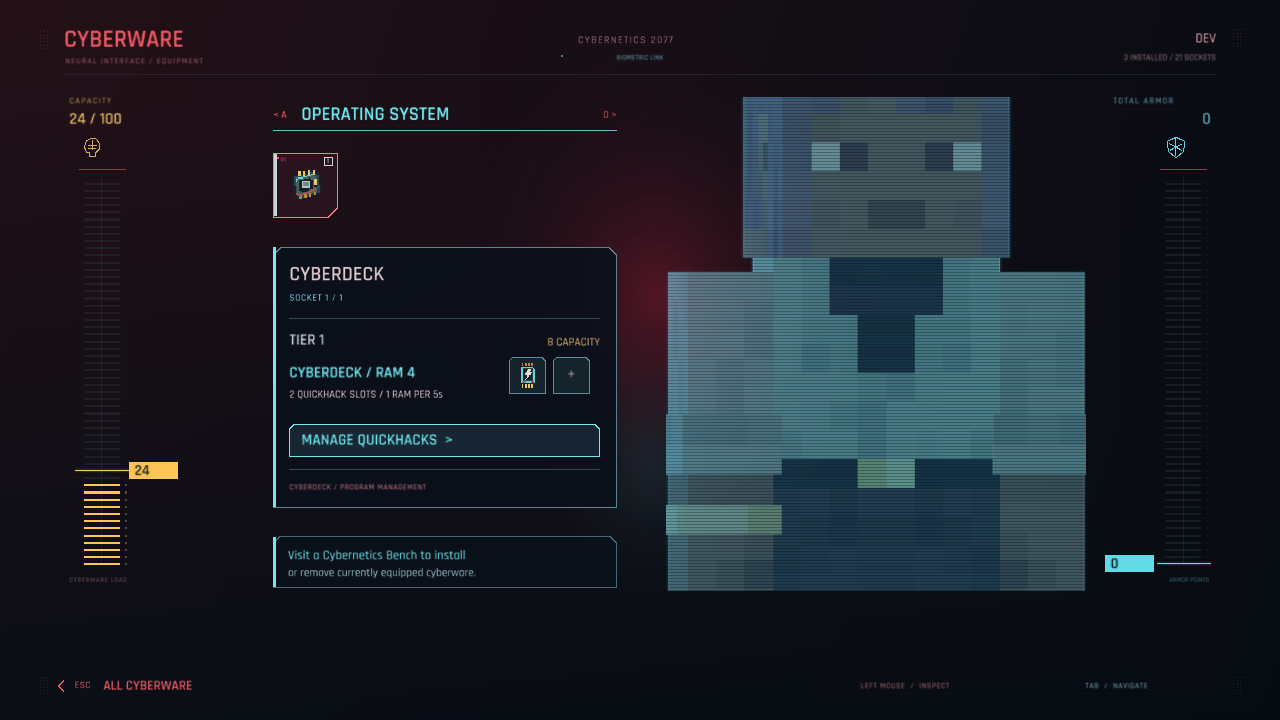 CYBERWARE
NEURAL INTERFACE / EQUIPMENT
CYBERNETICS 2077
BIOMETRIC LINK
DEV
3 INSTALLED / 21 SOCKETS
CAPACITY
24 / 100
< A OPERATING SYSTEM D >
TOTAL ARMOR
0
CYBERDECK
SOCKET 1 / 1
TIER 1
8 CAPACITY
CYBERDECK / RAM 4
2 QUICKHACK SLOTS / 1 RAM PER 5s
+
MANAGE QUICKHACKS >
CYBERDECK / PROGRAM MANAGEMENT
24
CYBERWARE LOAD
Visit a Cybernetics Bench to install
or remove currently equipped cyberware.
0
ARMOR POINTS
ESC ALL CYBERWARE
LEFT MOUSE / INSPECT
TAB / NAVIGATE